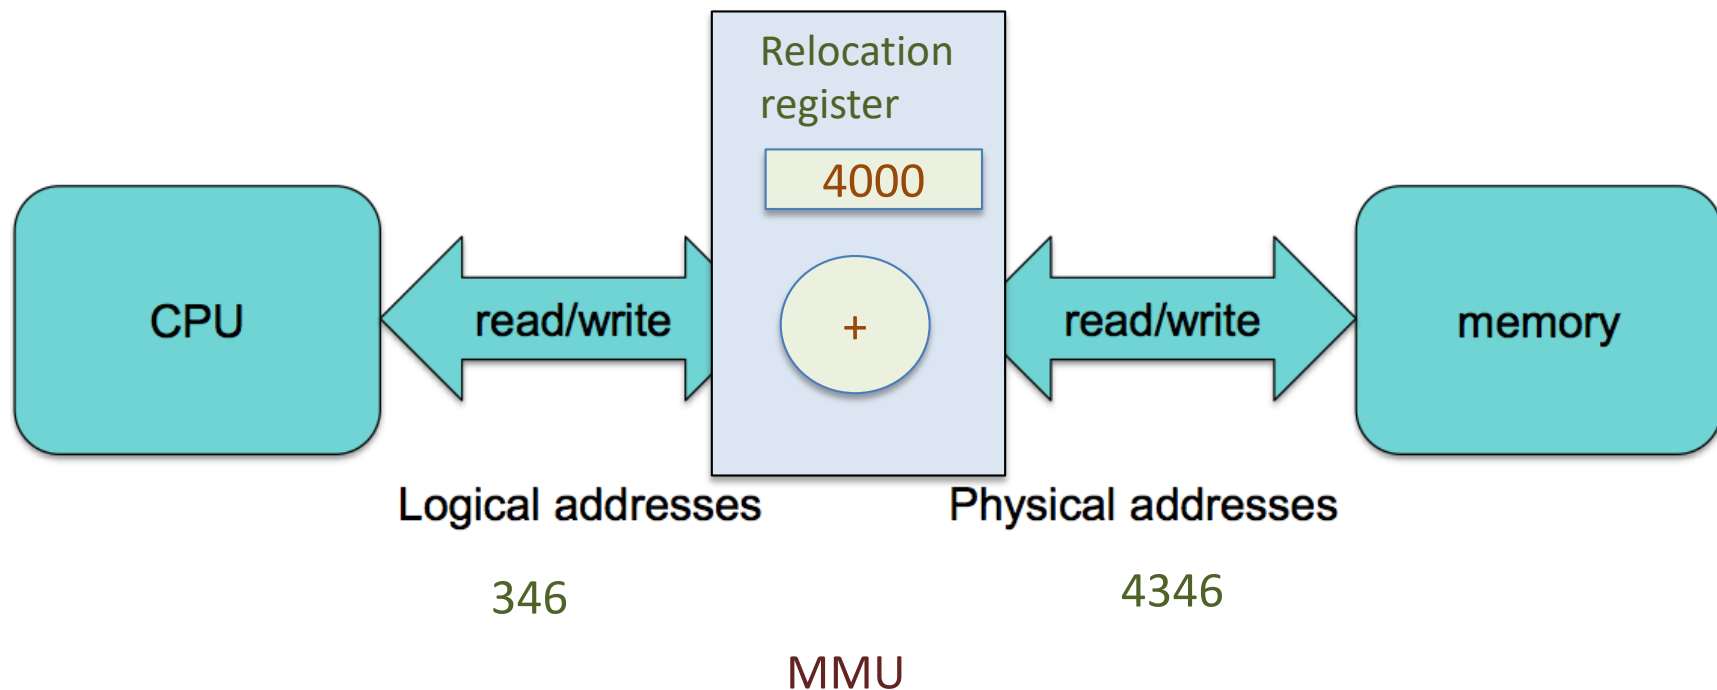 Relocation
register
4000
CPU
read/write
+
read/write
memory
Logical addresses
Physical addresses
346
4346
MMU